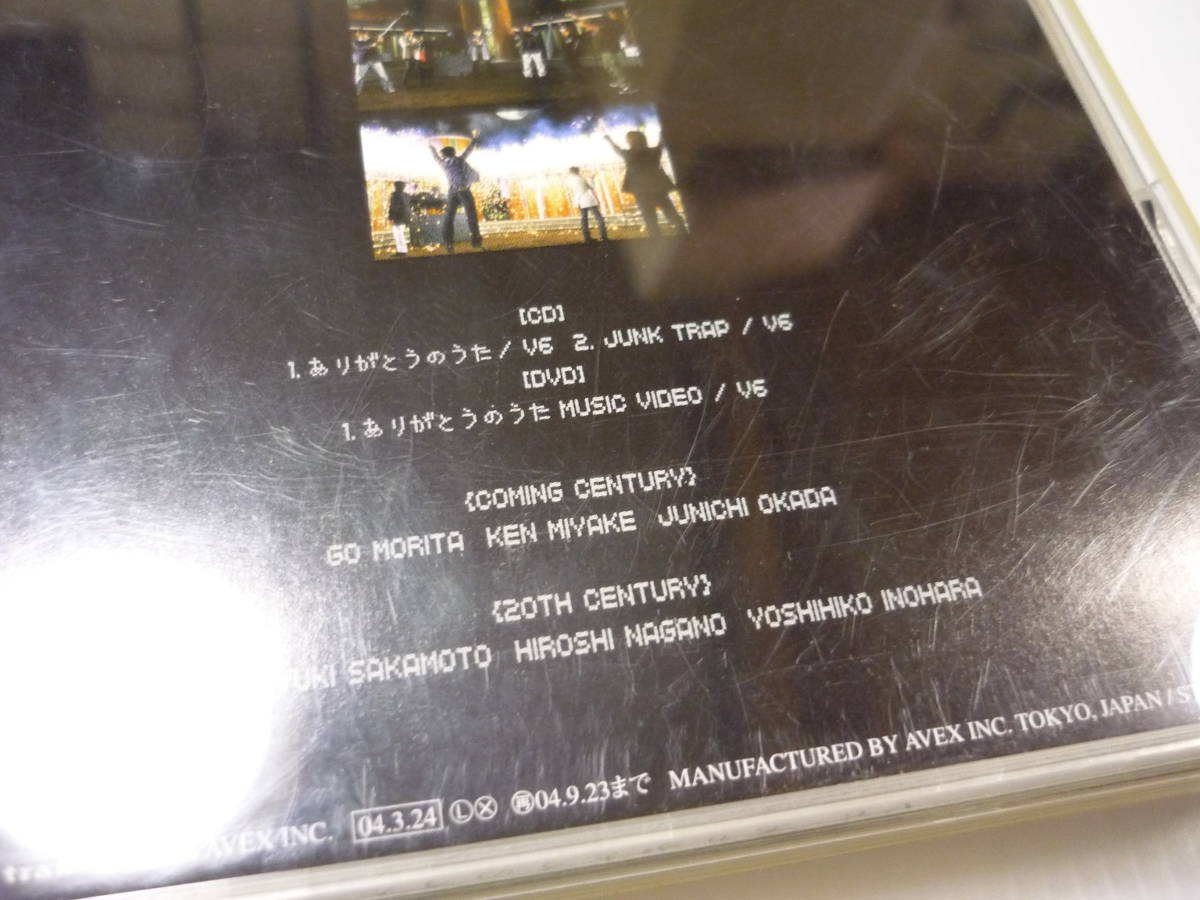 [CD]
1. ありがとうのうた / V6 2. JUNK TRAP / V6
[DVD]
1. ありがとうのうた MUSIC VIDEO / V6
{COMING CENTURY}
GO MORITA KEN MIYAKE JUNICHI OKADA
{20TH CENTURY}
SAKAMOTO HIROSHI NAGANO YOSHIHIKO INOHARA
AVEX INC. 04.3.24 Ⓛ Ⓧ ㊢04.9.23まで MANUFACTURED BY AVEX INC. TOKYO, JAPAN /